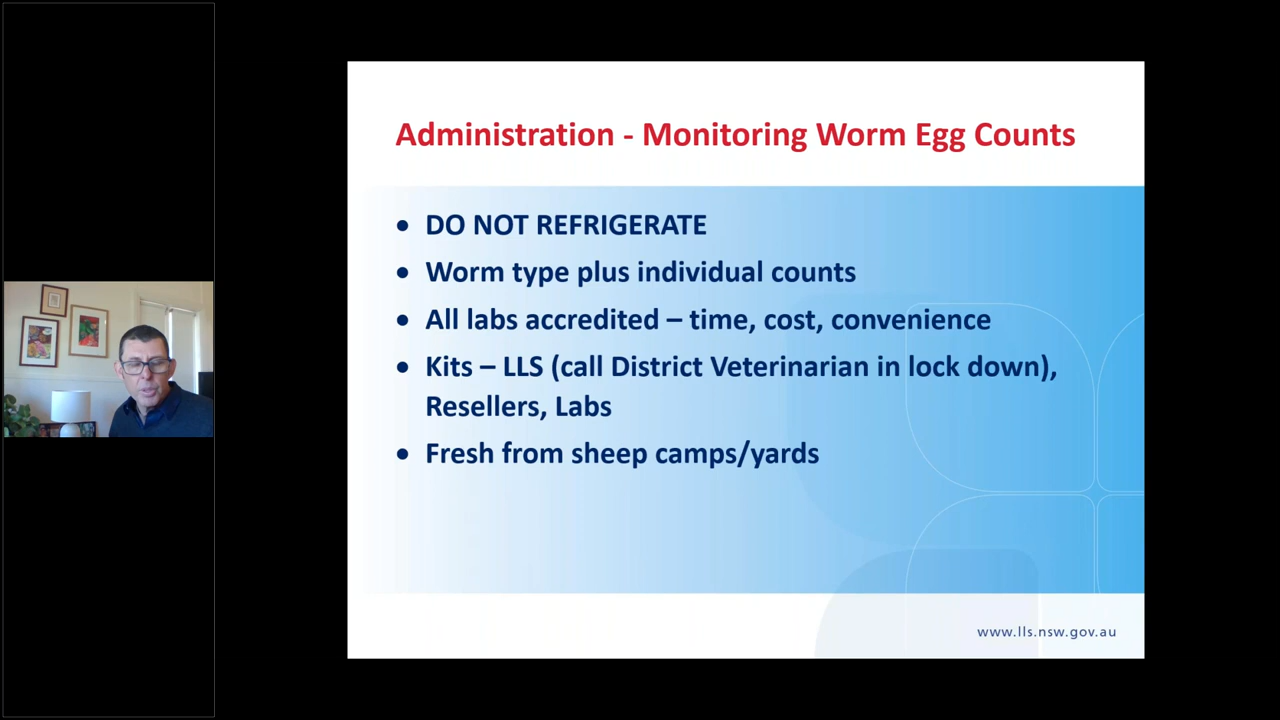 Administration - Monitoring Worm Egg Counts
• DO NOT REFRIGERATE
• Worm type plus individual counts
• All labs accredited – time, cost, convenience
• Kits – LLS (call District Veterinarian in lock down),
Resellers, Labs
• Fresh from sheep camps/yards
www.lls.nsw.gov.au